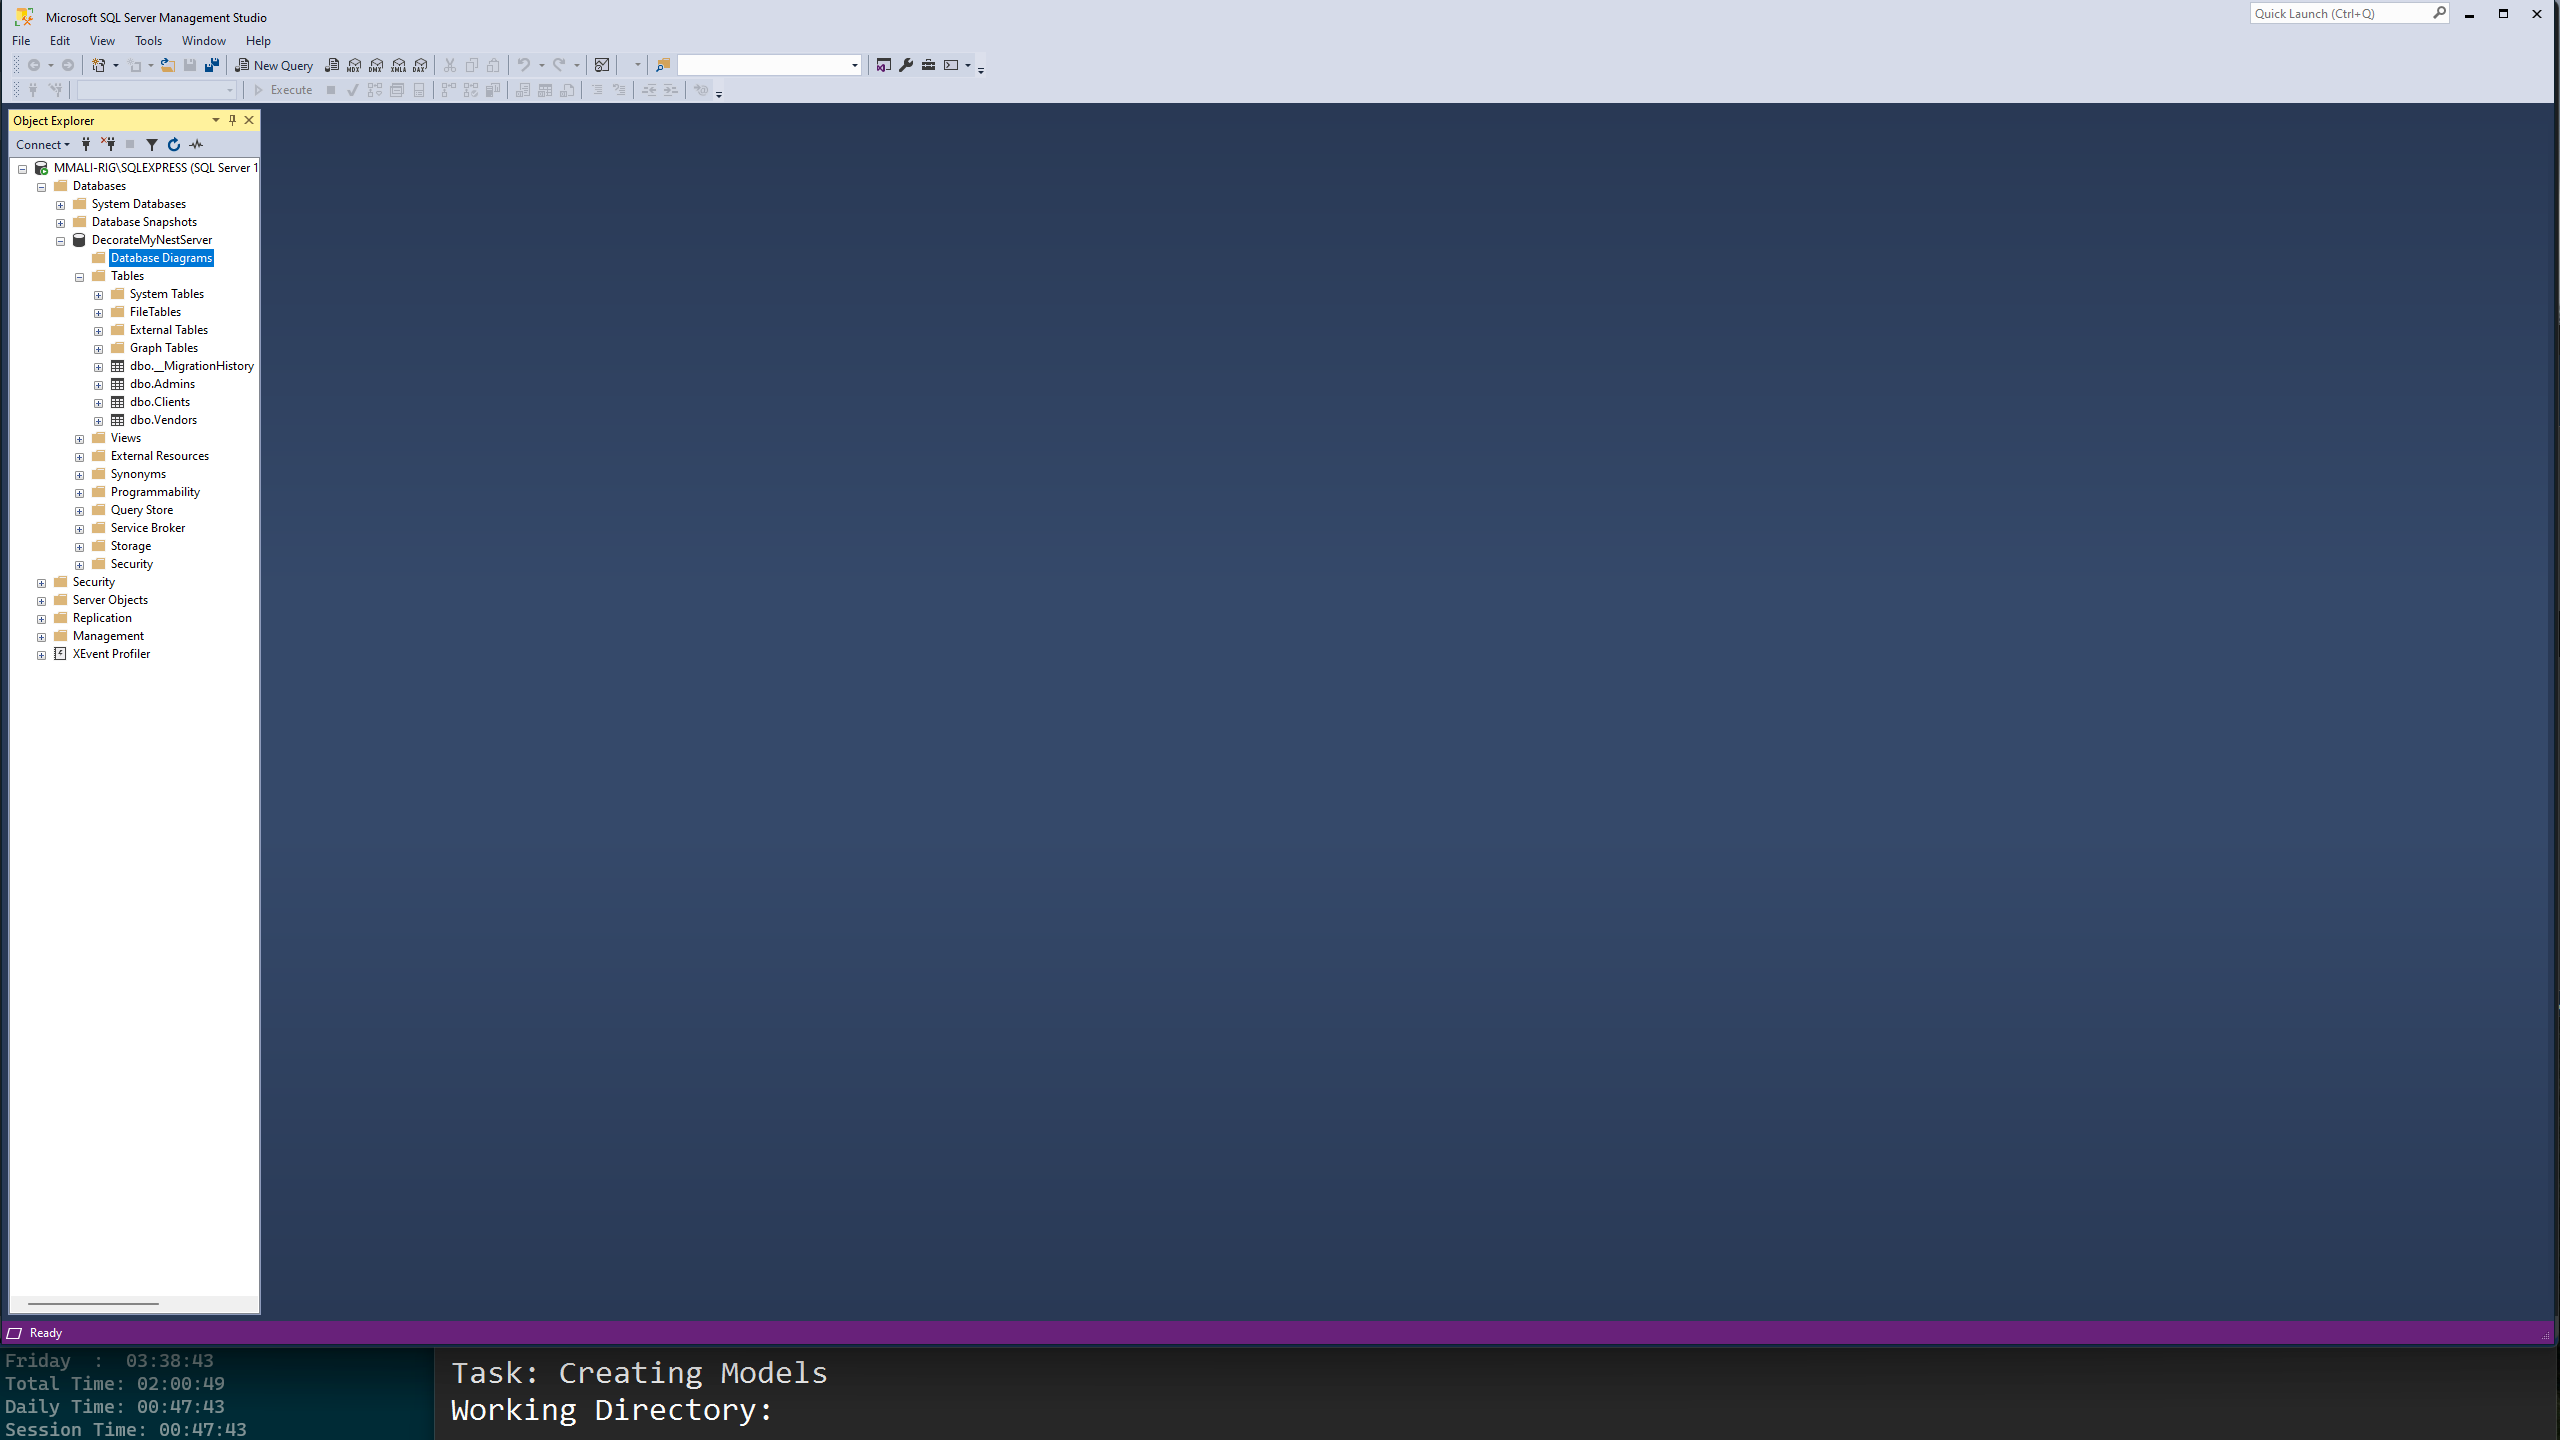 Microsoft SQL Server Management Studio
Quick Launch (Ctrl+Q)
File Edit View Tools Window Help
New Query MDX DMX XMLA DAX
Execute
Object Explorer
Connect
MMALI-RIG\SQLEXPRESS (SQL Server 1
Databases
System Databases
Database Snapshots
DecorateMyNestServer
Database Diagrams
Tables
System Tables
FileTables
External Tables
Graph Tables
dbo.__MigrationHistory
dbo.Admins
dbo.Clients
dbo.Vendors
Views
External Resources
Synonyms
Programmability
Query Store
Service Broker
Storage
Security
Security
Server Objects
Replication
Management
XEvent Profiler
Ready
Friday : 03:38:43
Total Time: 02:00:49
Daily Time: 00:47:43
Session Time: 00:47:43
Task: Creating Models
Working Directory: